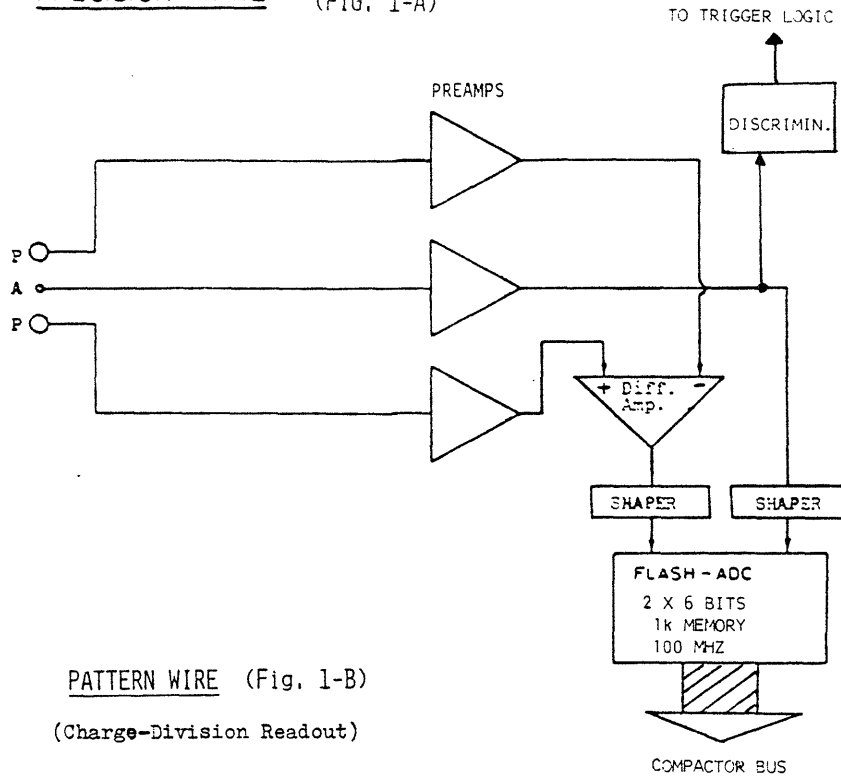 (FIG. 1-A)
TO TRIGGER LOGIC
PREAMPS
DISCRIMIN.
P
A
P
+ Diff. -
Amp.
SHAPER
SHAPER
FLASH-ADC
2 X 6 BITS
1k MEMORY
100 MHZ
PATTERN WIRE (Fig. 1-B)
(Charge-Division Readout)
COMPACTOR BUS